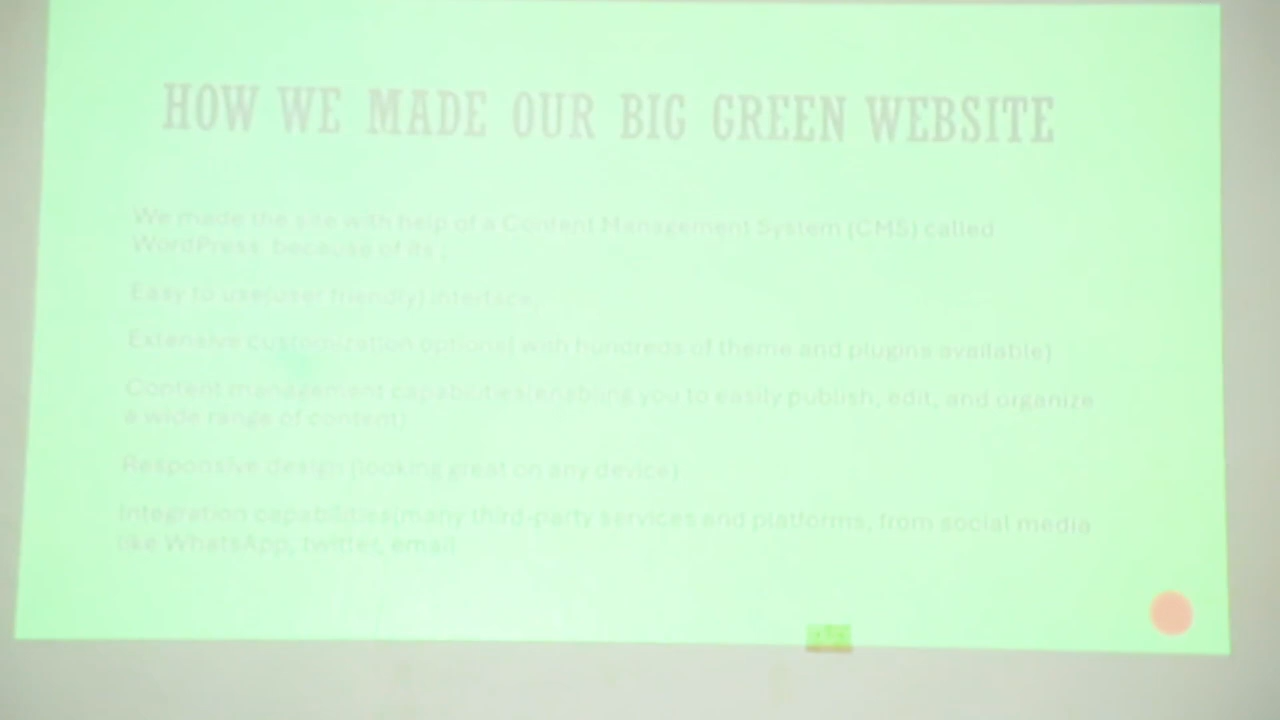 HOW WE MADE OUR BIG GREEN WEBSITE
We made the site with help of a Content Management System (CMS) called
WordPress because of its ;
Easy to use(user friendly) interface.
Extensive customization options( with hundreds of theme and plugins available)
Content management capabilities(enabling you to easily publish, edit, and organize
a wide range of content)
Responsive design (looking great on any device)
Integration capabilities(many third-party services and platforms, from social media
like WhatsApp, twitter, email